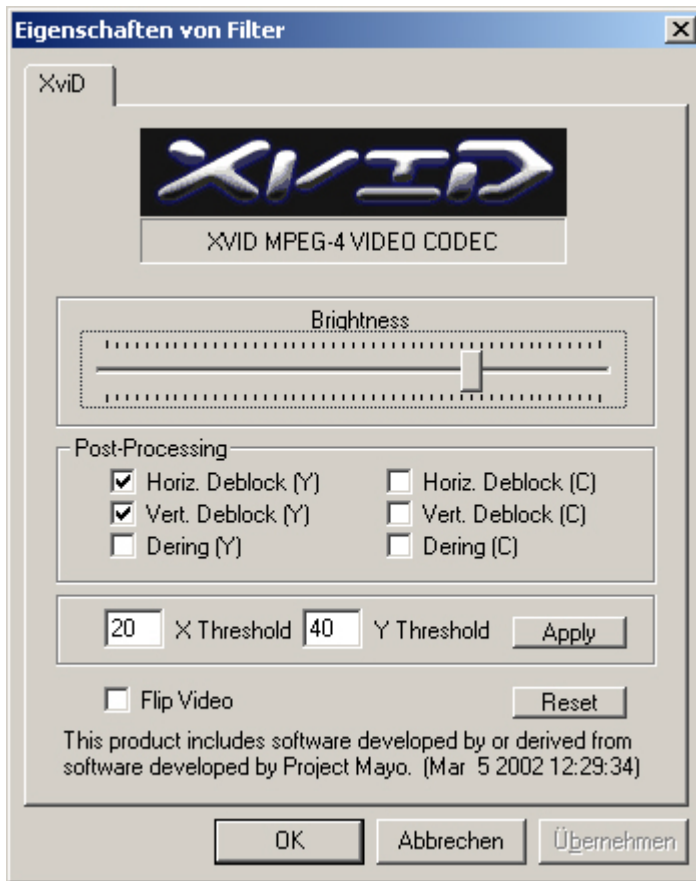 Eigenschaften von Filter
XviD
XVID
XVID MPEG-4 VIDEO CODEC
Brightness
Post-Processing
Horiz. Deblock (Y)
Horiz. Deblock (C)
Vert. Deblock (Y)
Vert. Deblock (C)
Dering (Y)
Dering (C)
20 X Threshold 40 Y Threshold Apply
Flip Video
Reset
This product includes software developed by or derived from
software developed by Project Mayo. (Mar 5 2002 12:29:34)
OK Abbrechen Übernehmen